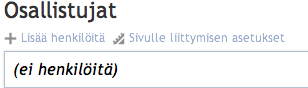 Osallistujat
Lisää henkilöitä Sivulle liittymisen asetukset
(ei henkilöitä)